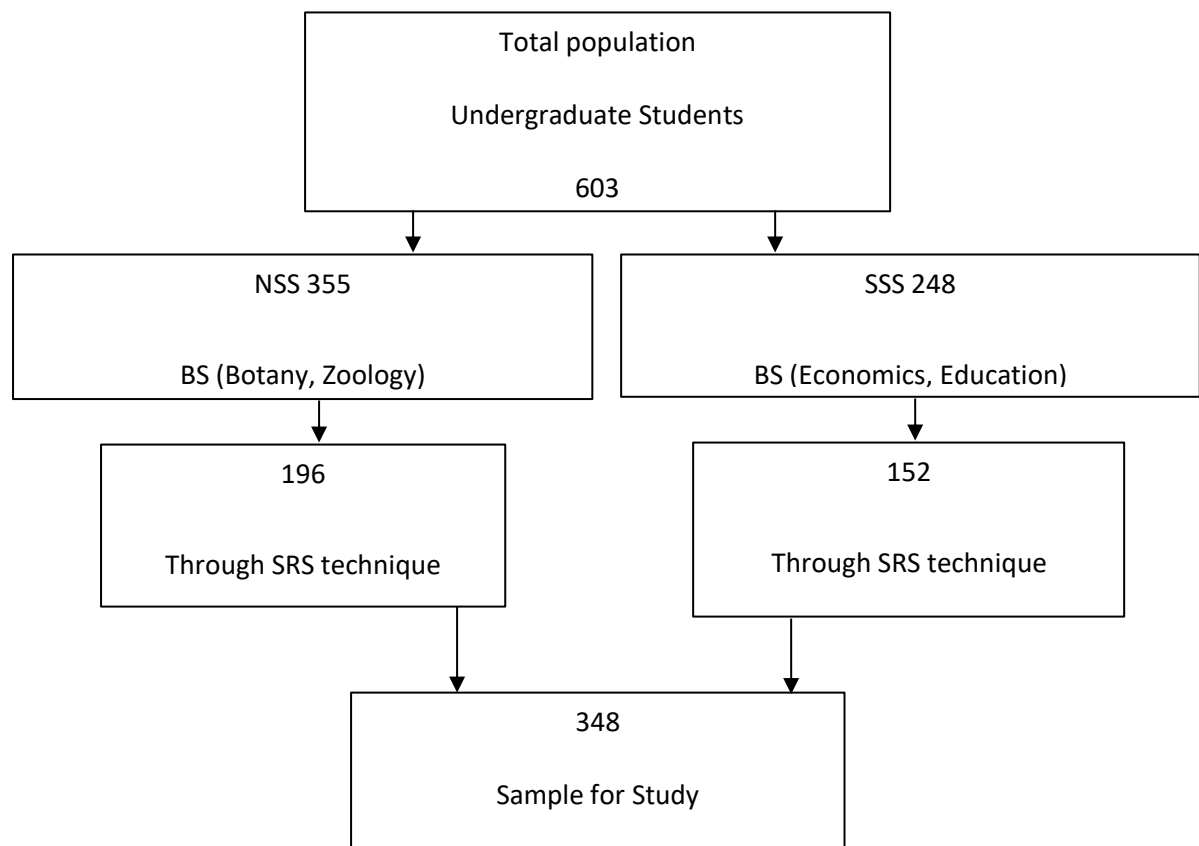 Total population
Undergraduate Students
603
NSS 355
BS (Botany, Zoology)
SSS 248
BS (Economics, Education)
196
Through SRS technique
152
Through SRS technique
348
Sample for Study